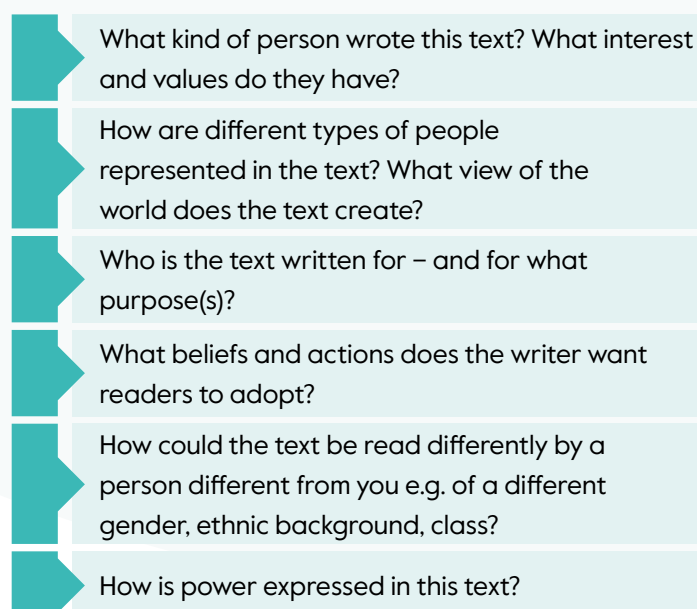 What kind of person wrote this text? What interest
and values do they have?
How are different types of people
represented in the text? What view of the
world does the text create?
Who is the text written for – and for what
purpose(s)?
What beliefs and actions does the writer want
readers to adopt?
How could the text be read differently by a
person different from you e.g. of a different
gender, ethnic background, class?
How is power expressed in this text?